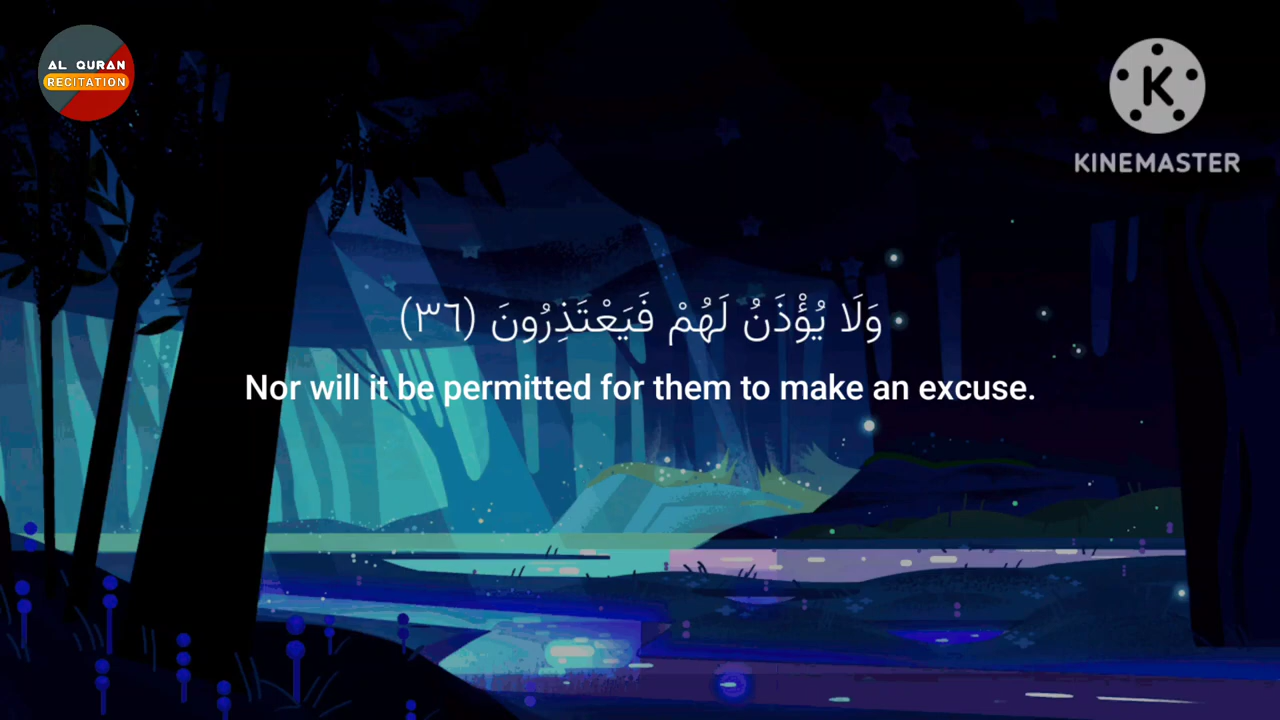 AL QURAN
RECITATION
K
KINEMASTER
وَلَا يُؤْذَنُ لَهُمْ فَيَعْتَذِرُونَ (٣٦)
Nor will it be permitted for them to make an excuse.